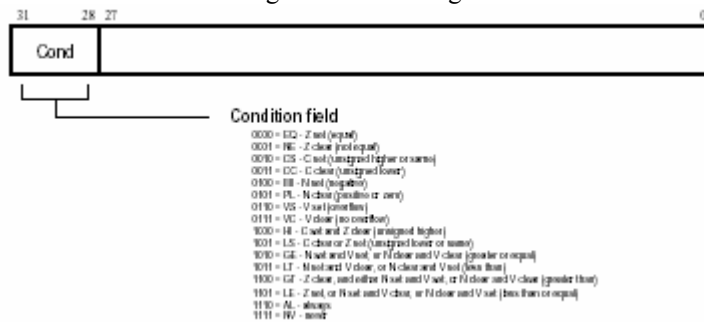 31 28 27 0
Cond
Condition field
0000 = EQ - Z set (equal)
0001 = NE - Z clear (not equal)
0010 = CS - C set (unsigned higher or same)
0011 = CC - C clear (unsigned lower)
0100 = MI - N set (negative)
0101 = PL - N clear (positive or zero)
0110 = VS - V set (overflow)
0111 = VC - V clear (no overflow)
1000 = HI - C set and Z clear (unsigned higher)
1001 = LS - C clear or Z set (unsigned lower or same)
1010 = GE - N set and V set, or N clear and V clear (greater or equal)
1011 = LT - N set and V clear, or N clear and V set (less than)
1100 = GT - Z clear, and either N set and V set, or N clear and V clear (greater than)
1101 = LE - Z set, or N set and V clear, or N clear and V set (less than or equal)
1110 = AL - always
1111 = NV - never